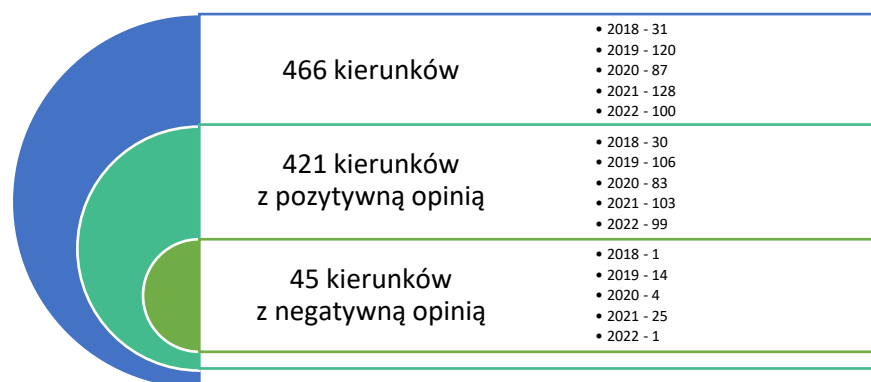 466 kierunków
• 2018 - 31
• 2019 - 120
• 2020 - 87
• 2021 - 128
• 2022 - 100
421 kierunków
z pozytywną opinią
• 2018 - 30
• 2019 - 106
• 2020 - 83
• 2021 - 103
• 2022 - 99
45 kierunków
z negatywną opinią
• 2018 - 1
• 2019 - 14
• 2020 - 4
• 2021 - 25
• 2022 - 1